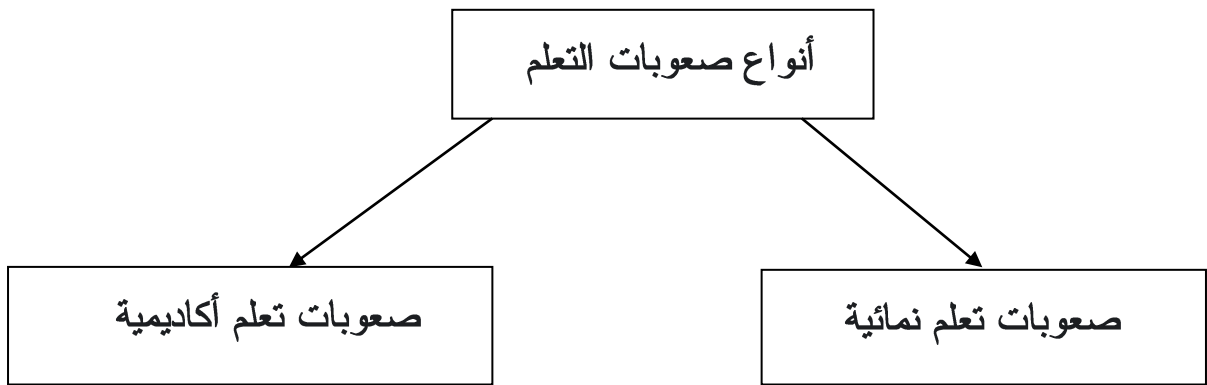 أنواع صعوبات التعلم
صعوبات تعلم نمائية
صعوبات تعلم أكاديمية